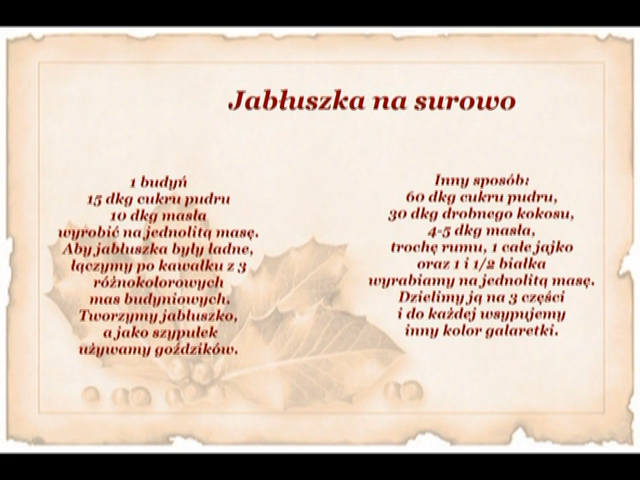 Jabłuszka na surowo
1 budyń
15 dkg cukru pudru
10 dkg masła
wyrobić na jednolitą masę.
Aby jabłuszka były ładne,
łączymy po kawałku z 3
różnokolorowych
mas budyniowych.
Tworzymy jabłuszko,
a jako szypułek
używamy goździków.
Inny sposób:
60 dkg cukru pudru,
30 dkg drobnego kokosu,
4-5 dkg masła,
trochę rumu, 1 całe jajko
oraz 1 i 1/2 białka
wyrabiamy na jednolitą masę.
Dzielimy ją na 3 części
i do każdej wsypujemy
inny kolor galaretki.